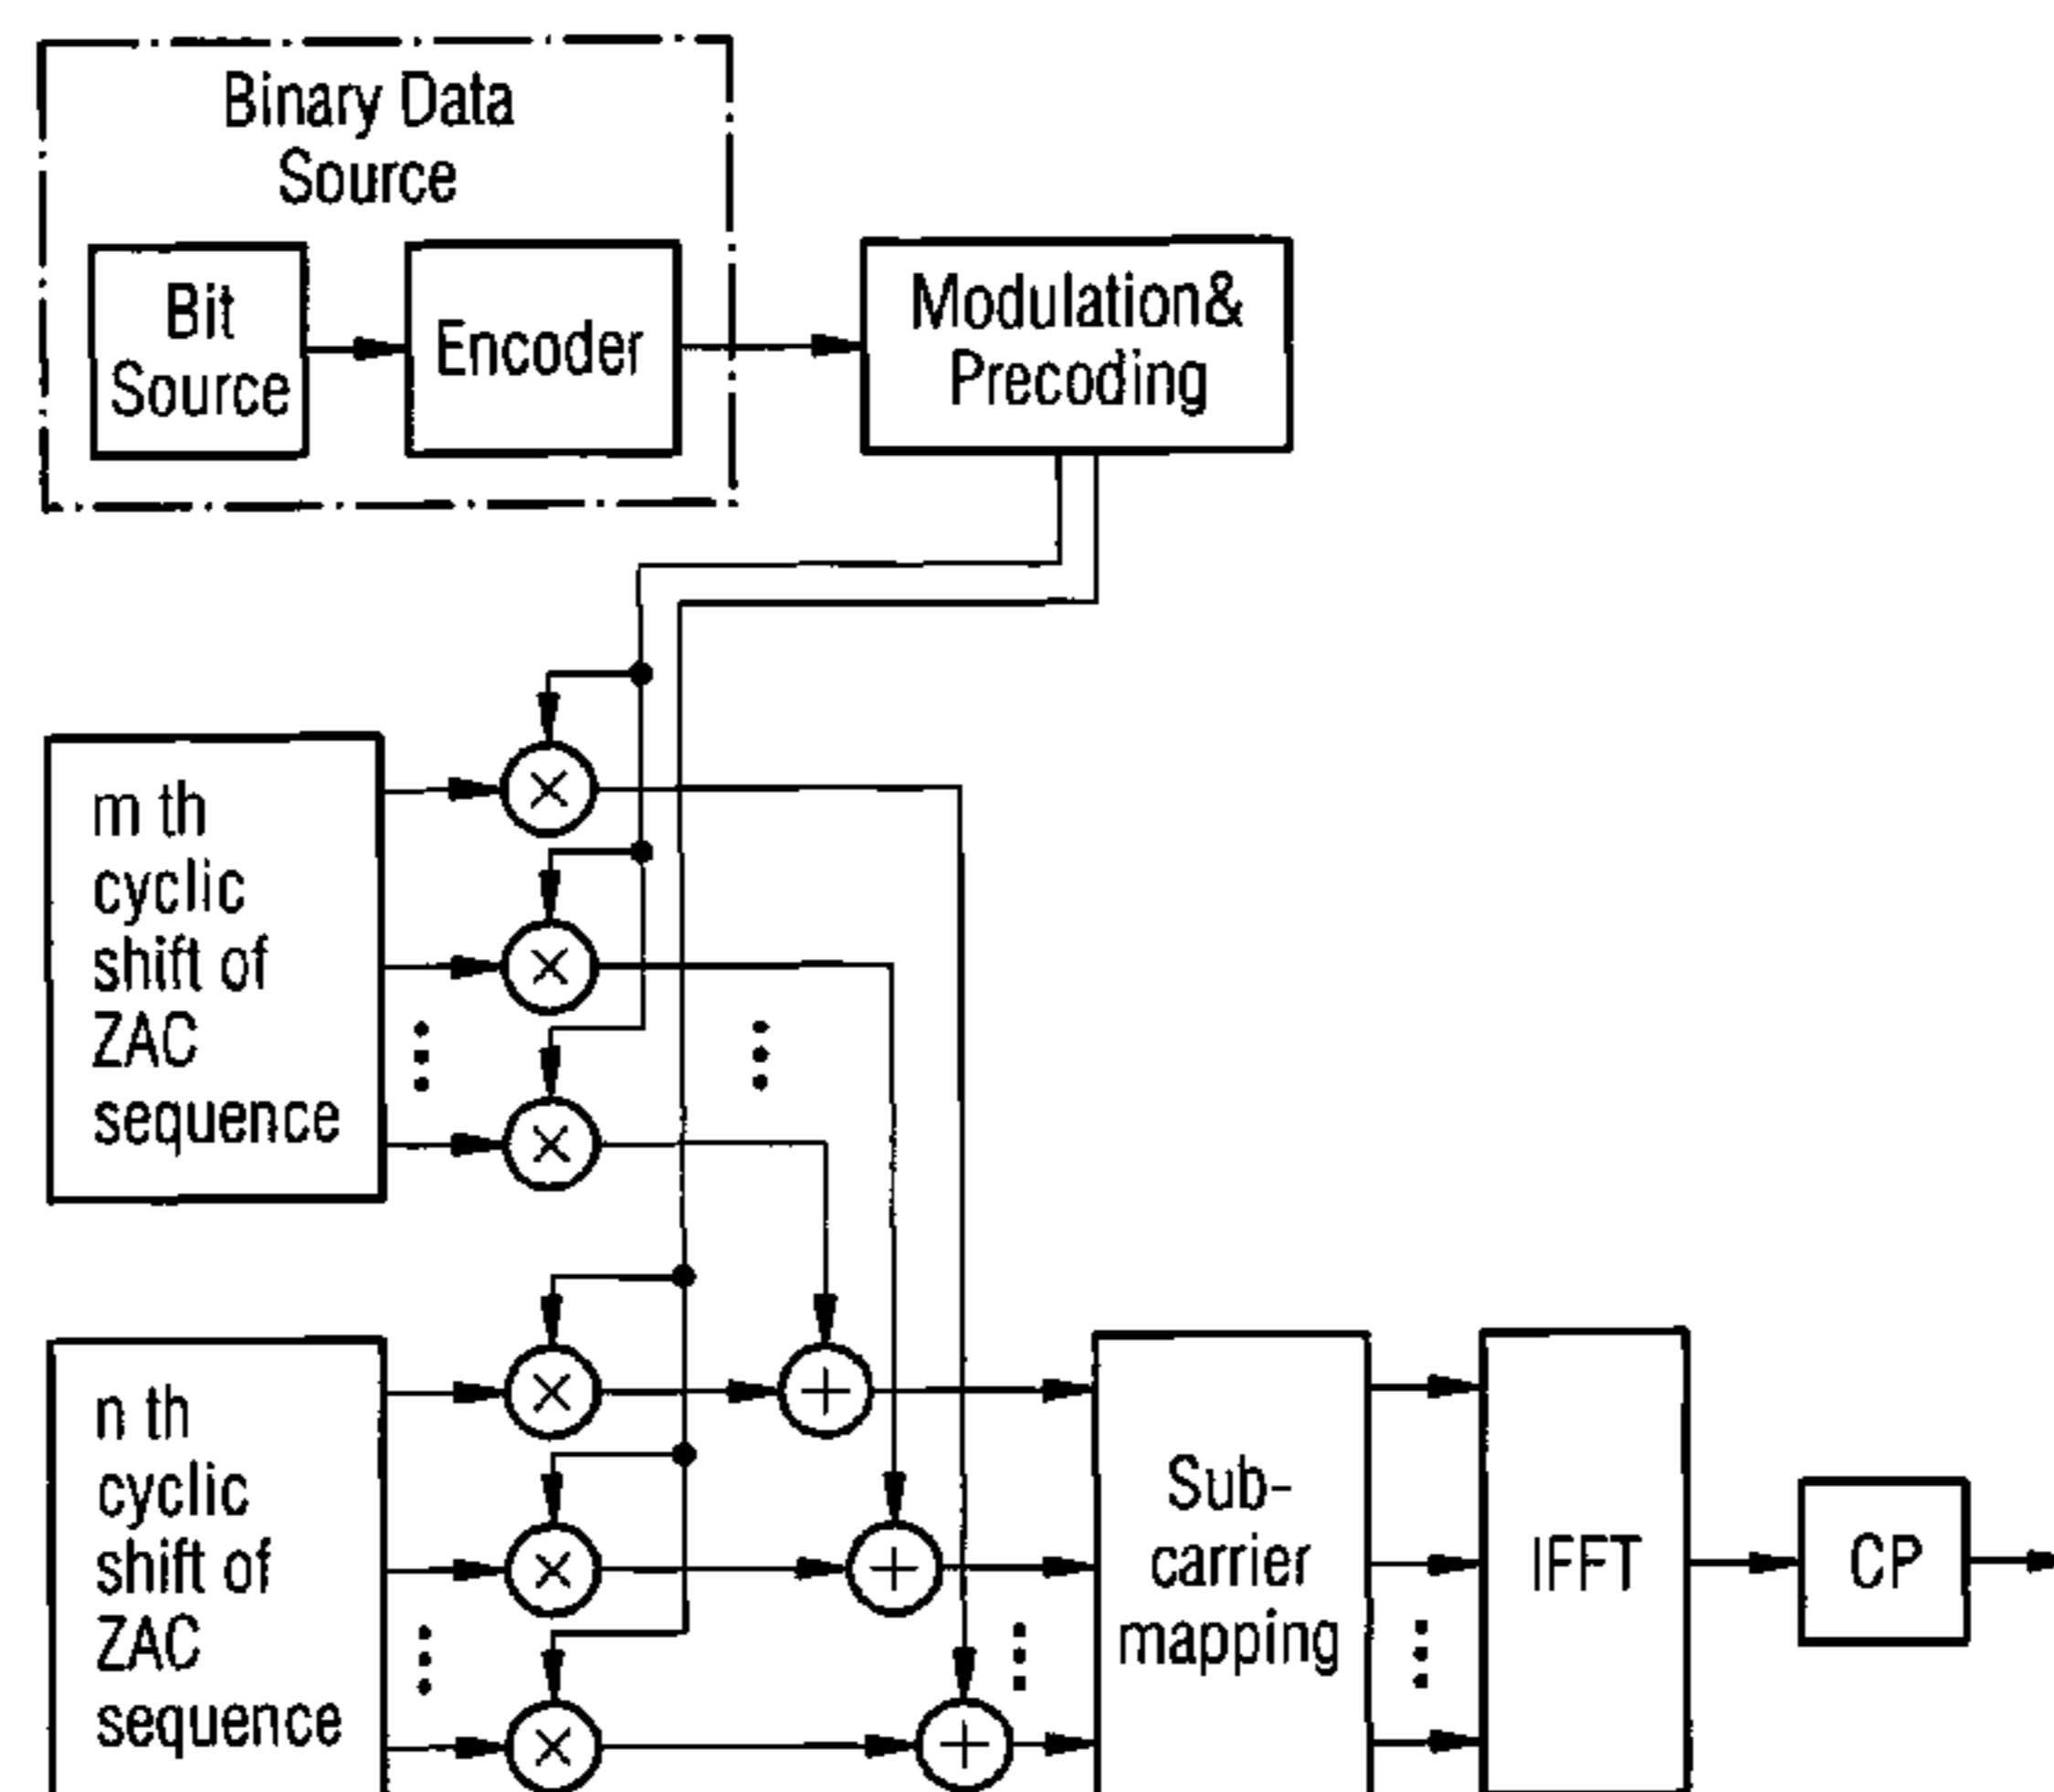 Binary Data
Source
Bit
Source
Encoder
Modulation&
Precoding
m th
cyclic
shift of
ZAC
sequence
n th
cyclic
shift of
ZAC
sequence
Sub-
carrier
mapping
IFFT
CP